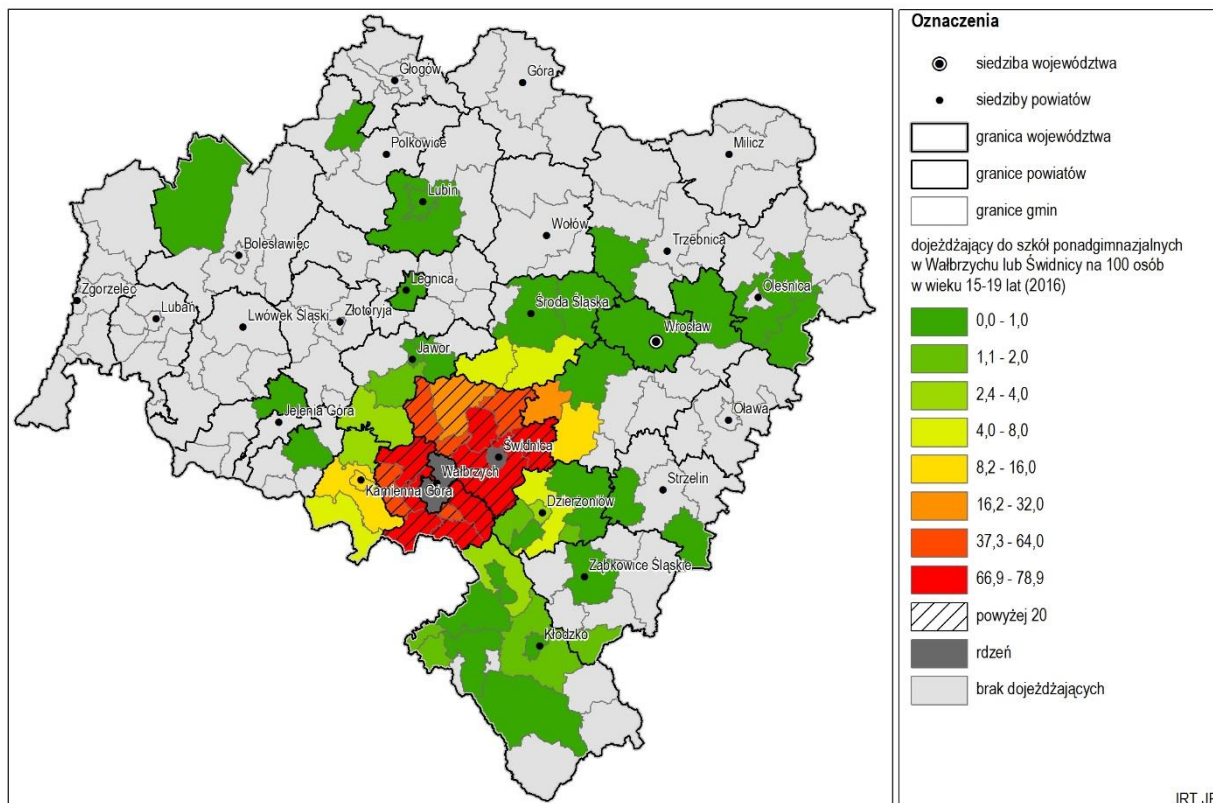 Głogów
Góra
Polkowice
Milicz
Lubin
Wołów
Trzebnica
Bolesławiec
Legnica
Oleśnica
Zgorzelec
Środa Śląska
Lubań
Lwówek Śląski
Złotoryja
Wrocław
Jawor
Jelenia Góra
Oława
Świdnica
Wałbrzych
Kamienna Góra
Strzelin
Dzierżoniów
Ząbkowice Śląskie
Kłodzko
Oznaczenia
siedziba województwa
siedziby powiatów
granica województwa
granice powiatów
granice gmin
dojeżdżający do szkół ponadgimnazjalnych
w Wałbrzychu lub Świdnicy na 100 osób
w wieku 15-19 lat (2016)
0,0 - 1,0
1,1 - 2,0
2,4 - 4,0
4,0 - 8,0
8,2 - 16,0
16,2 - 32,0
37,3 - 64,0
66,9 - 78,9
powyżej 20
rdzeń
brak dojeżdżających